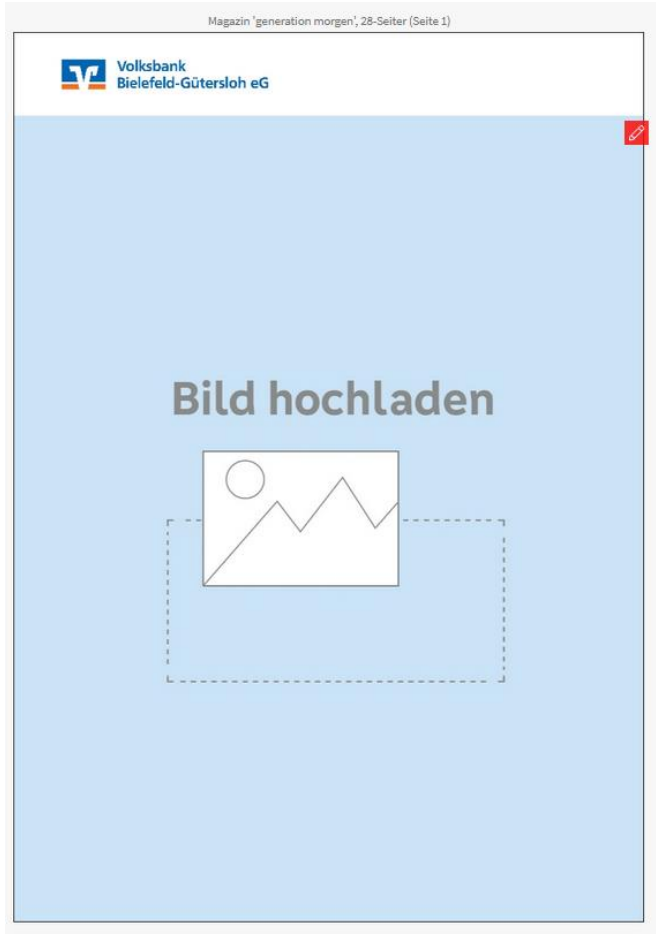 Magazin 'generation morgen', 28-Seiter (Seite 1)
Volksbank
Bielefeld-Gütersloh eG
Bild hochladen